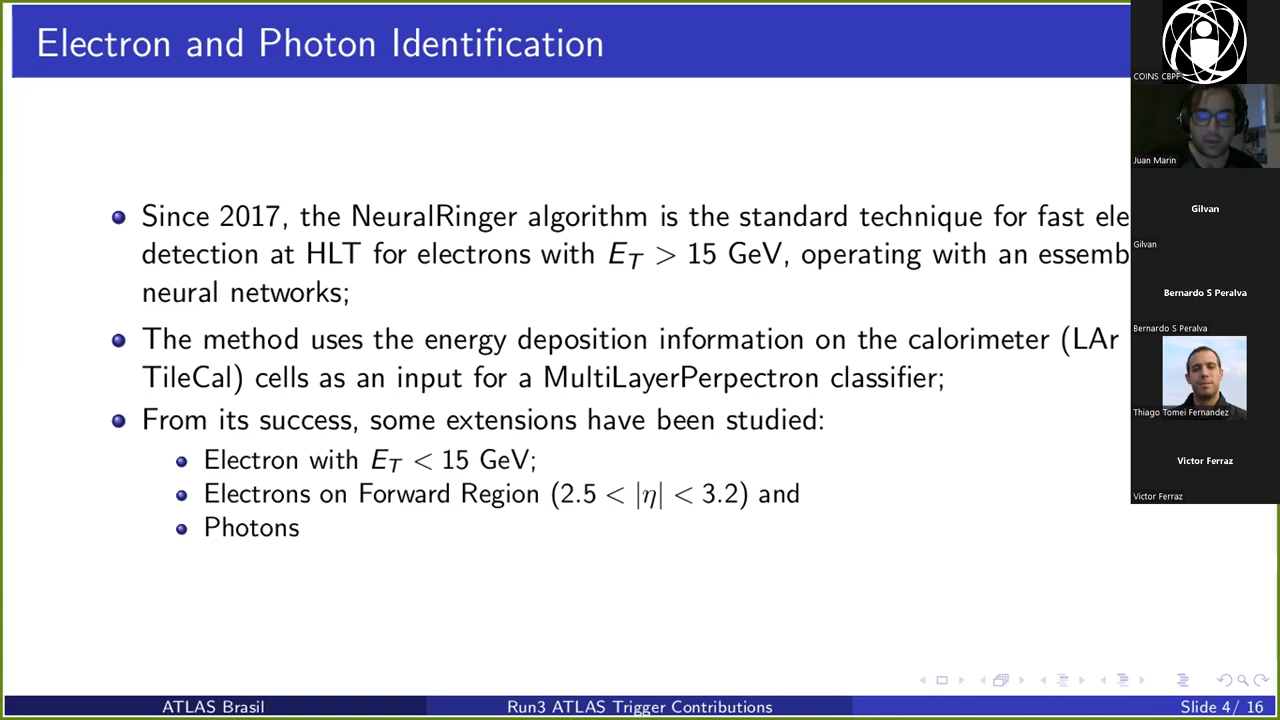 Electron and Photon Identification
Since 2017, the NeuralRinger algorithm is the standard technique for fast ele
detection at HLT for electrons with E_T > 15 GeV, operating with an essemb
neural networks;
The method uses the energy deposition information on the calorimeter (LAr
TileCal) cells as an input for a MultiLayerPerpectron classifier;
From its success, some extensions have been studied:
Electron with E_T < 15 GeV;
Electrons on Forward Region (2.5 < |η| < 3.2) and
Photons
ATLAS Brasil
Run3 ATLAS Trigger Contributions
Slide 4/ 16
COINS CBPF
Juan Marin
Gilvan
Gilvan
Bernardo S Peralva
Bernardo S Peralva
Thiago Tomei Fernandez
Victor Ferraz
Victor Ferraz